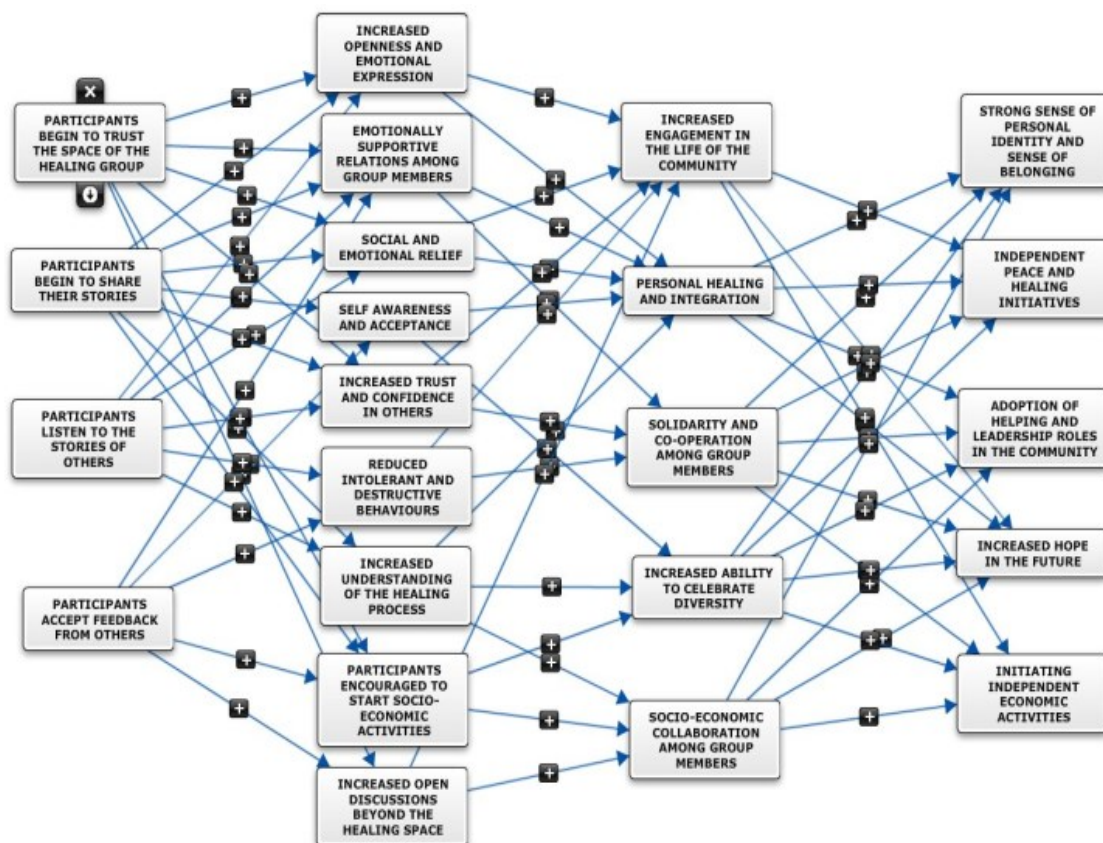 PARTICIPANTS
BEGIN TO TRUST
THE SPACE OF THE
HEALING GROUP
PARTICIPANTS
BEGIN TO SHARE
THEIR STORIES
PARTICIPANTS
LISTEN TO THE
STORIES OF
OTHERS
PARTICIPANTS
ACCEPT FEEDBACK
FROM OTHERS
INCREASED
OPENNESS AND
EMOTIONAL
EXPRESSION
EMOTIONALLY
SUPPORTIVE
RELATIONS AMONG
GROUP MEMBERS
SOCIAL AND
EMOTIONAL RELIEF
SELF AWARENESS
AND ACCEPTANCE
INCREASED TRUST
AND CONFIDENCE
IN OTHERS
REDUCED
INTOLERANT AND
DESTRUCTIVE
BEHAVIOURS
INCREASED
UNDERSTANDING
OF THE HEALING
PROCESS
PARTICIPANTS
ENCOURAGED TO
START SOCIO-
ECONOMIC
ACTIVITIES
INCREASED OPEN
DISCUSSIONS
BEYOND THE
HEALING SPACE
INCREASED
ENGAGEMENT IN
THE LIFE OF THE
COMMUNITY
PERSONAL HEALING
AND INTEGRATION
SOLIDARITY AND
CO-OPERATION
AMONG GROUP
MEMBERS
INCREASED ABILITY
TO CELEBRATE
DIVERSITY
SOCIO-ECONOMIC
COLLABORATION
AMONG GROUP
MEMBERS
STRONG SENSE OF
PERSONAL
IDENTITY AND
SENSE OF
BELONGING
INDEPENDENT
PEACE AND
HEALING
INITIATIVES
ADOPTION OF
HELPING AND
LEADERSHIP ROLES
IN THE COMMUNITY
INCREASED HOPE
IN THE FUTURE
INITIATING
INDEPENDENT
ECONOMIC
ACTIVITIES